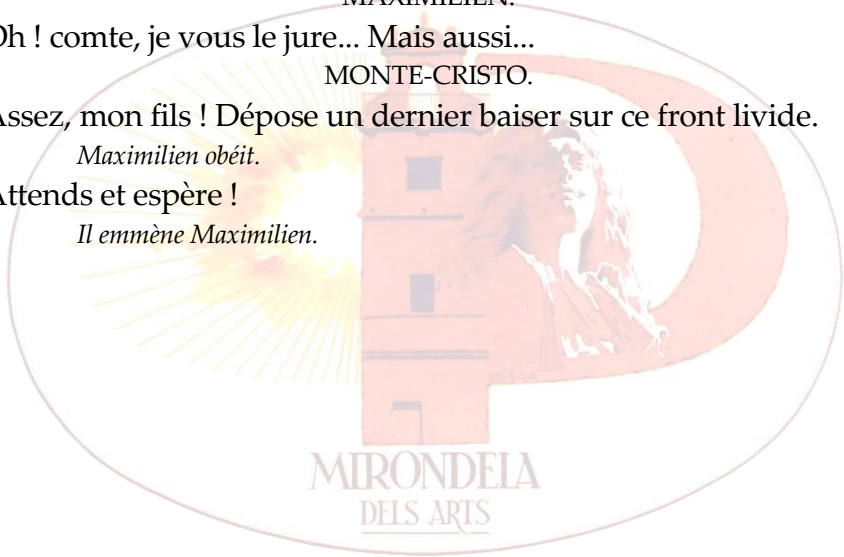 MAXIMILIEN.
Oh ! comte, je vous le jure... Mais aussi...
MONTE-CRISTO.
Assez, mon fils ! Dépose un dernier baiser sur ce front livide.
Maximilien obéit.
Attends et espère !
Il emmène Maximilien.
MIRONDELA
DELS ARTS